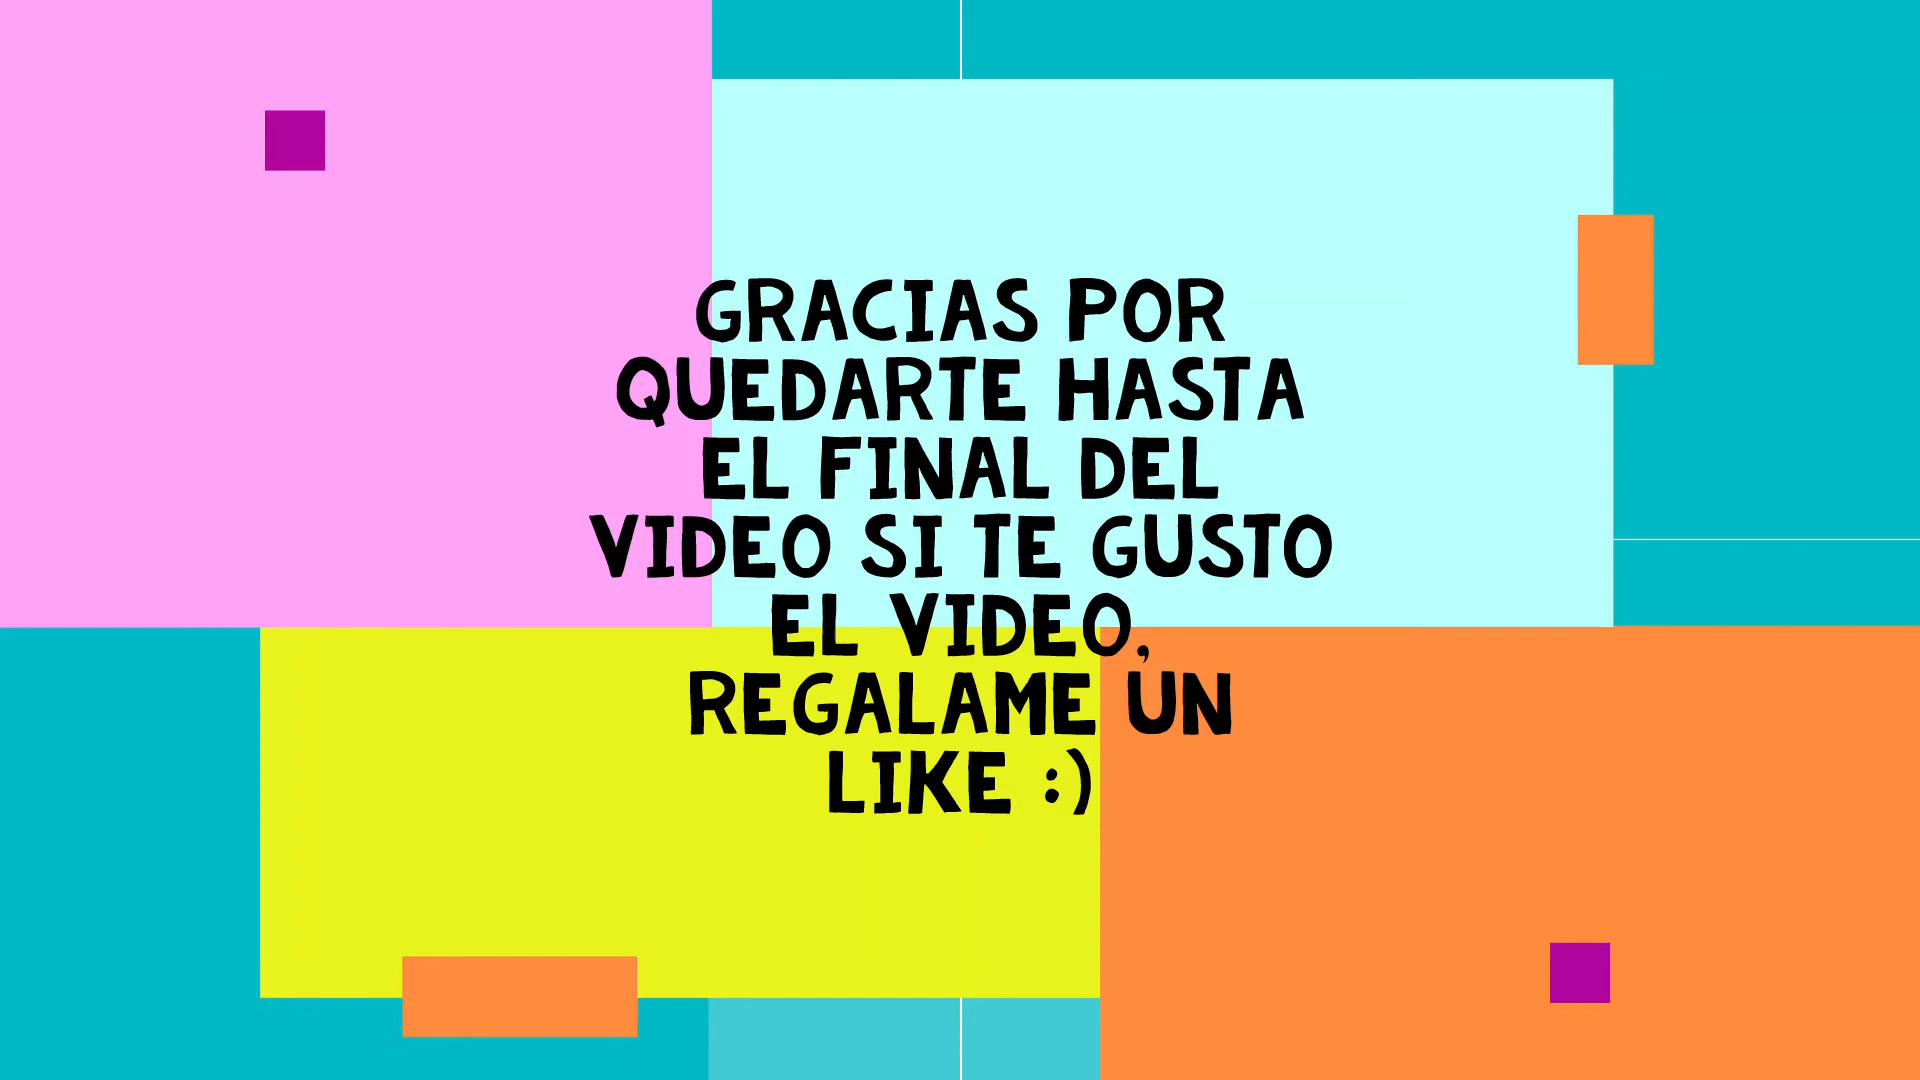 GRACIAS POR
QUEDARTE HASTA
EL FINAL DEL
VIDEO SI TE GUSTO
EL VIDEO,
REGALAME UN
LIKE :)